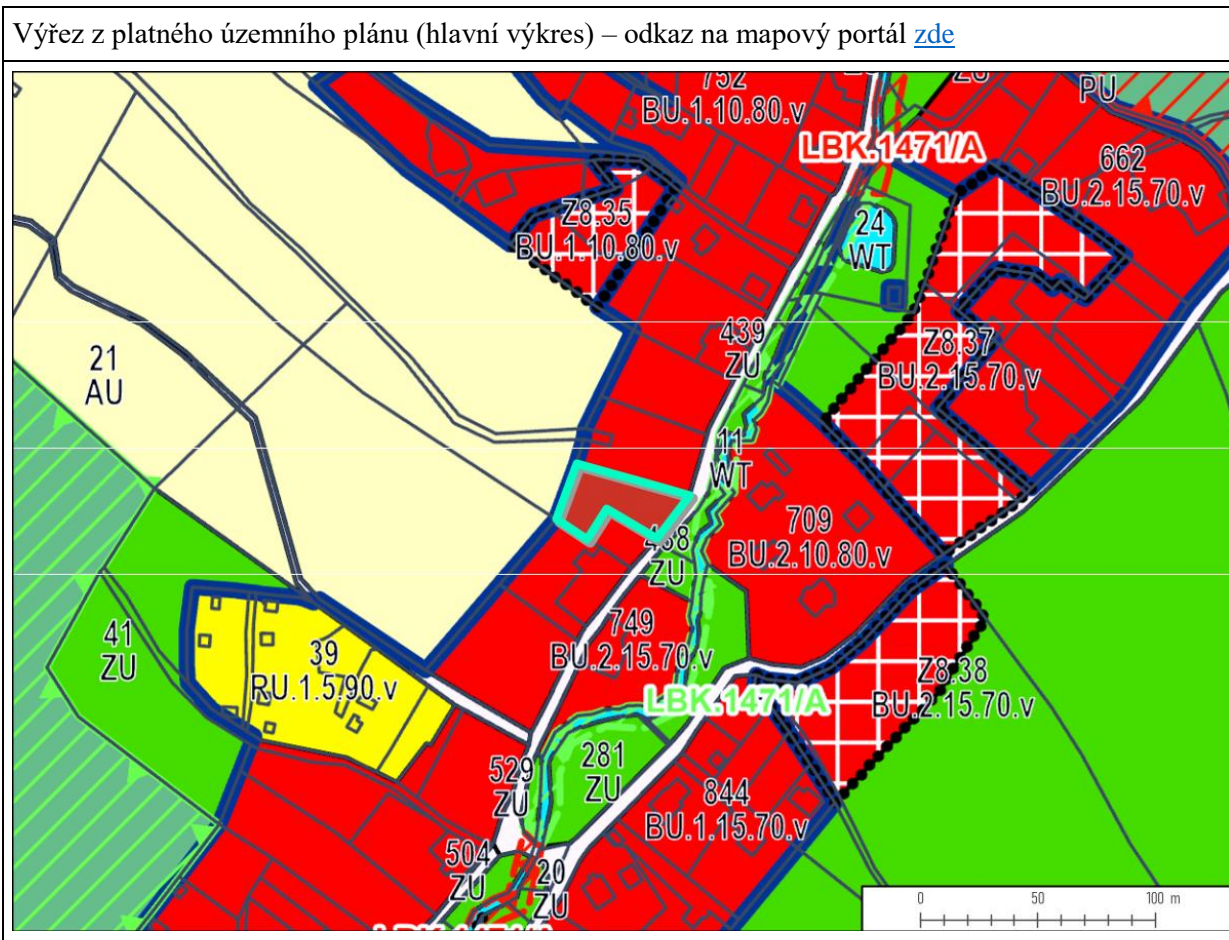 Výřez z platného územního plánu (hlavní výkres) – odkaz na mapový portál zde
752
BU.1.10.80.v
ZU
PU
LBK.1471/A
662
BU.2.15.70.v
Z8.35
BU.1.10.80.v
24
WT
439
ZU
Z8.37
BU.2.15.70.v
21
AU
11
WT
709
BU.2.10.80.v
438
ZU
749
BU.2.15.70.v
41
ZU
39
RU.1.5.90.v
Z8.38
BU.2.15.70.v
LBK.1471/A
281
ZU
529
ZU
844
BU.1.15.70.v
504
ZU
20
ZU
0 50 100 m